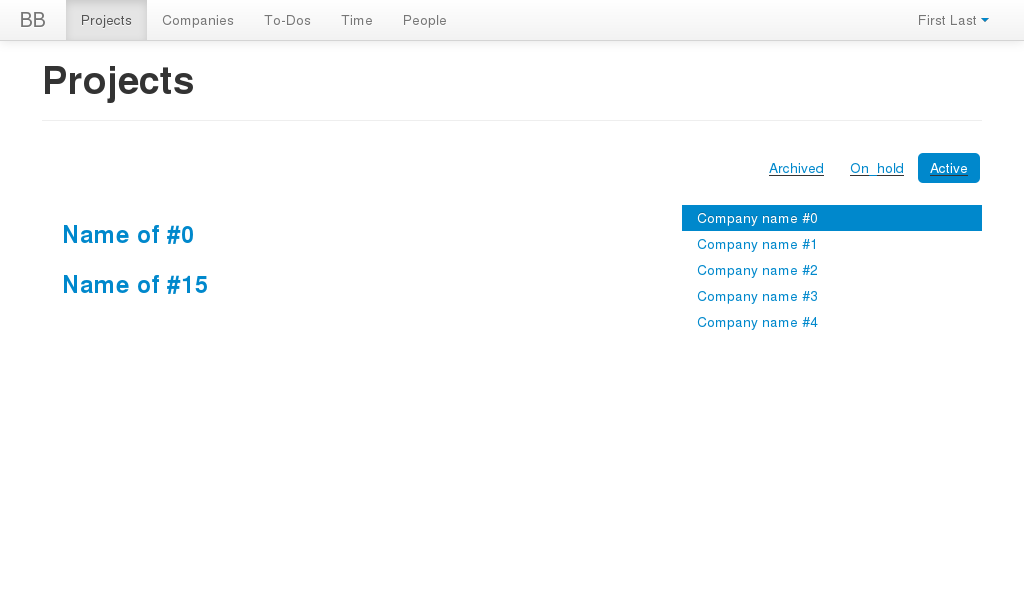 BB Projects Companies To-Dos Time People First Last
Projects
Archived On_hold Active
Name of #0
Name of #15
Company name #0
Company name #1
Company name #2
Company name #3
Company name #4